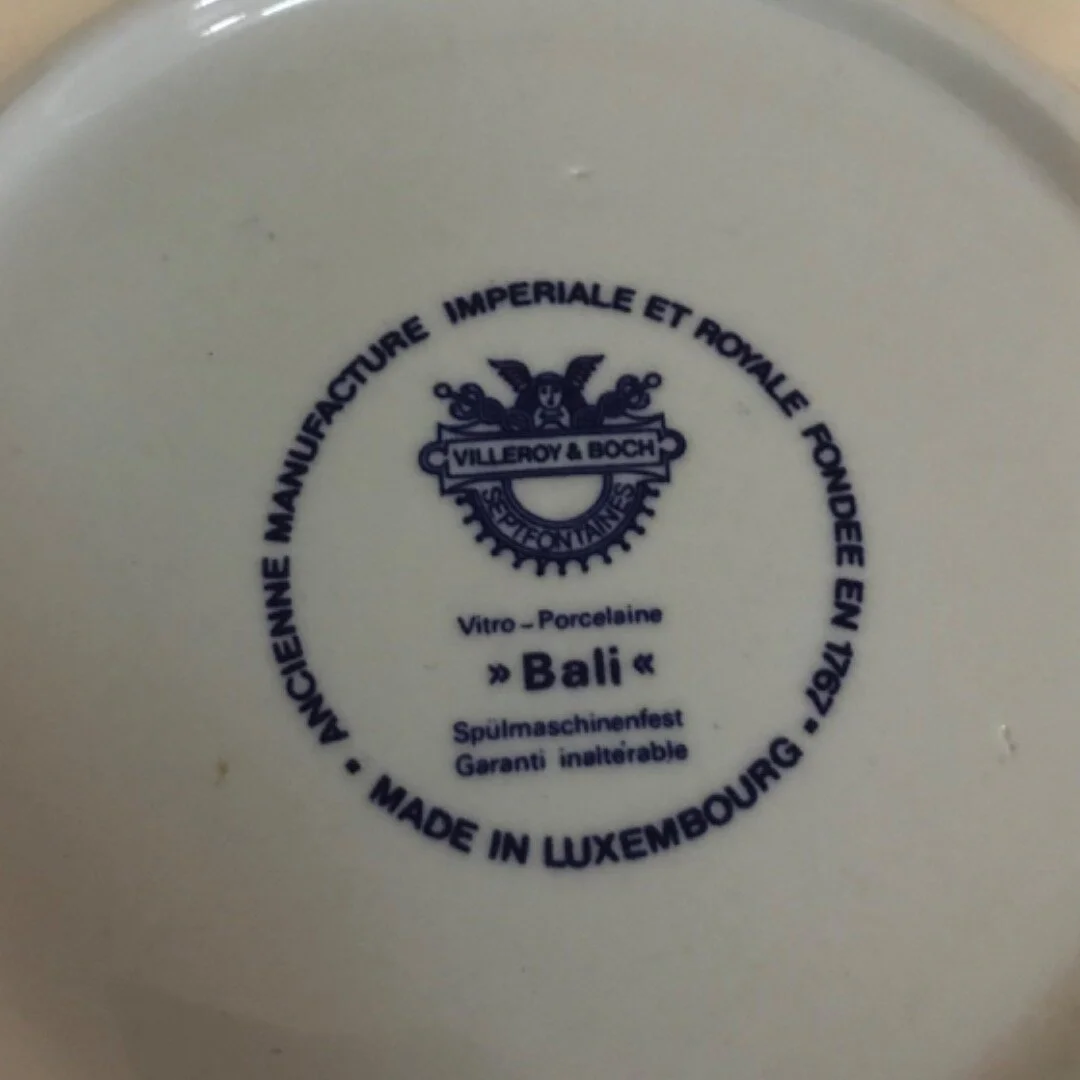 ANCIENNE MANUFACTURE IMPERIALE ET ROYALE FONDEE EN 1767 •
VILLEROY & BOCH
SEPTFONTAINES
Vitro-Porcelaine
»Bali«
Spülmaschinenfest
Garanti inaltérable
MADE IN LUXEMBOURG •